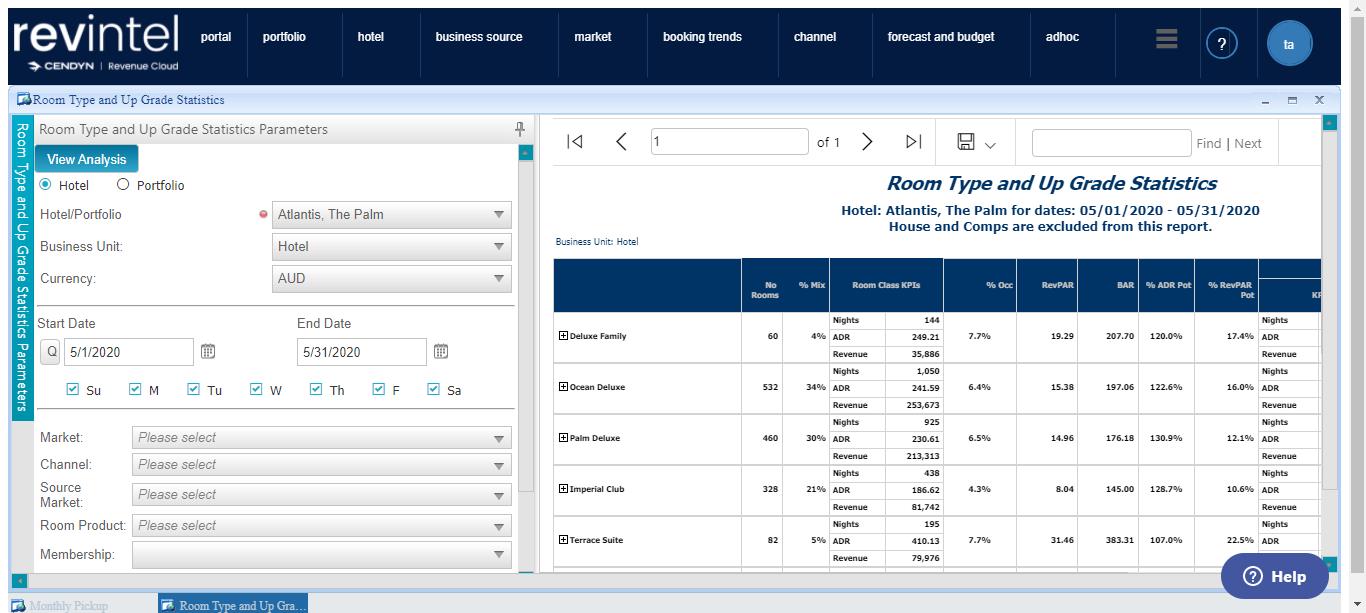 revintel
CENDYN | Revenue Cloud
portal portfolio hotel business source market booking trends channel forecast and budget adhoc ? ta
Room Type and Up Grade Statistics
Room Type and Up Grade Statistics Parameters
Room Type and Up Grade Statistics Parameters
View Analysis
Hotel Portfolio
Hotel/Portfolio Atlantis, The Palm
Business Unit: Hotel
Currency: AUD
Start Date End Date
Q 5/1/2020 5/31/2020
Su M Tu W Th F Sa
Market: Please select
Channel: Please select
Source
Market: Please select
Room Product: Please select
Membership:
1 of 1 Find | Next
Room Type and Up Grade Statistics
Hotel: Atlantis, The Palm for dates: 05/01/2020 - 05/31/2020
House and Comps are excluded from this report.
Business Unit: Hotel
No Rooms % Mix Room Class KPIs % Occ RevPAR BAR % ADR Pot % RevPAR Pot
Nights 144 Nights
Deluxe Family 60 4% ADR 249.21 7.7% 19.29 207.70 120.0% 17.4% ADR
Revenue 35,886 Revenue
Nights 1,050 Nights
Ocean Deluxe 532 34% ADR 241.59 6.4% 15.38 197.06 122.6% 16.0% ADR
Revenue 253,673 Revenue
Nights 925 Nights
Palm Deluxe 460 30% ADR 230.61 6.5% 14.96 176.18 130.9% 12.1% ADR
Revenue 213,313 Revenue
Nights 438 Nights
Imperial Club 328 21% ADR 186.62 4.3% 8.04 145.00 128.7% 10.6% ADR
Revenue 81,742 Revenue
Nights 195 Nights
Terrace Suite 82 5% ADR 410.13 7.7% 31.46 383.31 107.0% 22.5% ADR
Revenue 79,976
? Help
Monthly Pickup Room Type and Up Gra...